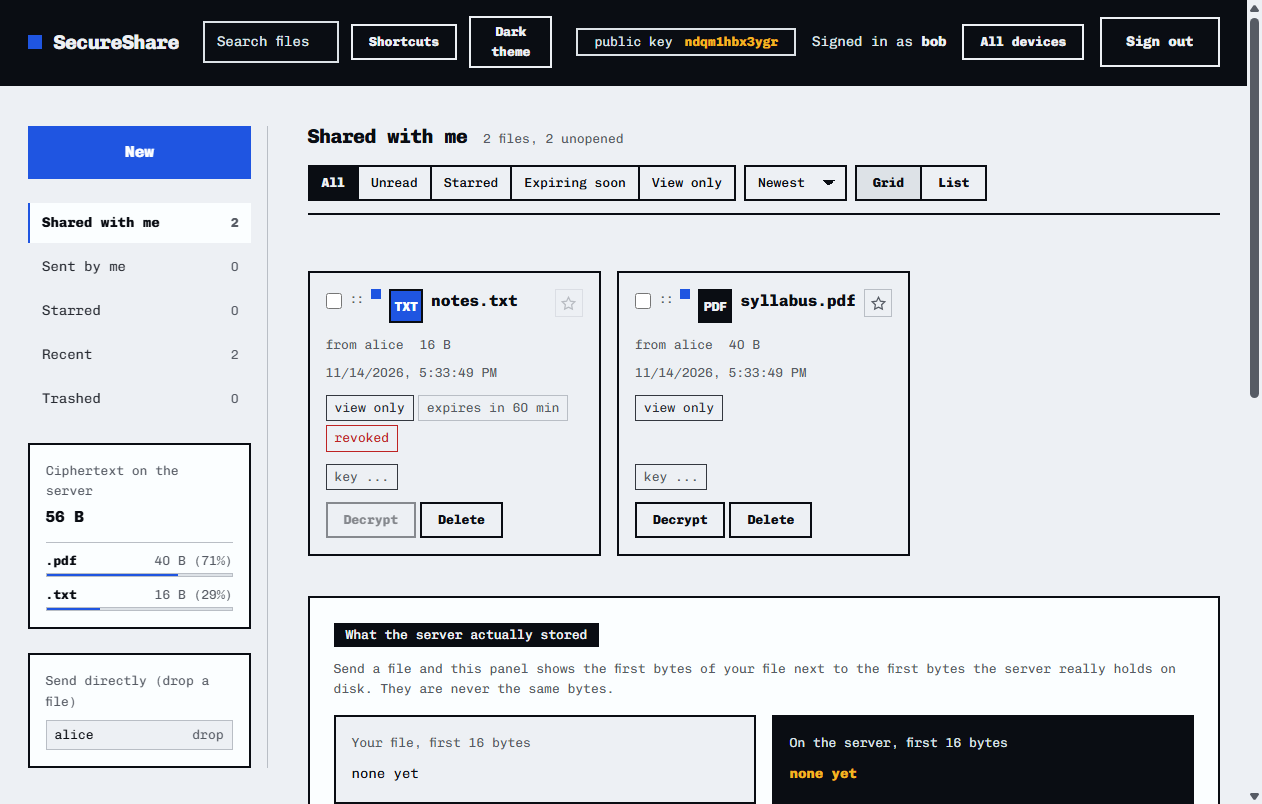 SecureShare
Search files
Shortcuts
Dark
theme
public key ndqm1hbx3ygr
Signed in as bob
All devices
Sign out
New
Shared with me 2
Sent by me 0
Starred 0
Recent 2
Trashed 0
Ciphertext on the
server
56 B
.pdf 40 B (71%)
.txt 16 B (29%)
Send directly (drop a
file)
alice drop
Shared with me 2 files, 2 unopened
All Unread Starred Expiring soon View only Newest Grid List
:: TXT notes.txt ☆
from alice 16 B
11/14/2026, 5:33:49 PM
view only expires in 60 min
revoked
key ...
Decrypt Delete
:: PDF syllabus.pdf ☆
from alice 40 B
11/14/2026, 5:33:49 PM
view only
key ...
Decrypt Delete
What the server actually stored
Send a file and this panel shows the first bytes of your file next to the first bytes the server really holds on
disk. They are never the same bytes.
Your file, first 16 bytes
none yet
On the server, first 16 bytes
none yet